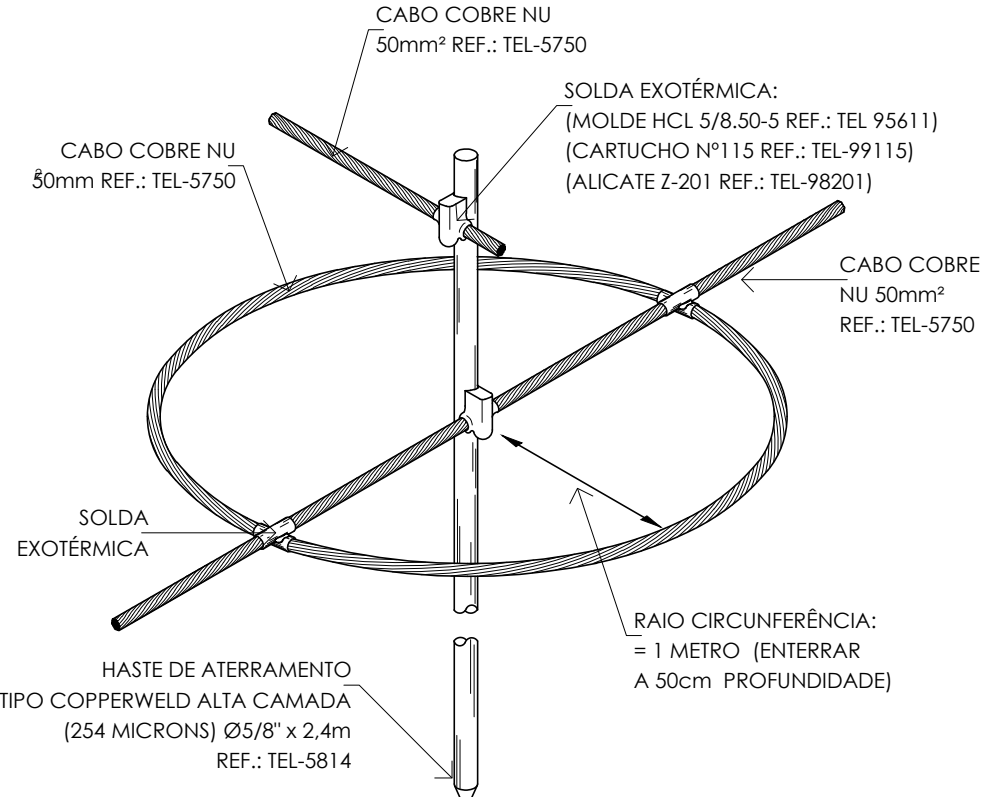 CABO COBRE NU
50mm² REF.: TEL-5750
SOLDA EXOTÉRMICA:
(MOLDE HCL 5/8.50-5 REF.: TEL 95611)
(CARTUCHO Nº115 REF.: TEL-99115)
(ALICATE Z-201 REF.: TEL-98201)
CABO COBRE NU
50mm² REF.: TEL-5750
CABO COBRE
NU 50mm²
REF.: TEL-5750
SOLDA
EXOTÉRMICA
RAIO CIRCUNFERÊNCIA:
= 1 METRO (ENTERRAR
A 50cm PROFUNDIDADE)
HASTE DE ATERRAMENTO
TIPO COPPERWELD ALTA CAMADA
(254 MICRONS) Ø5/8" x 2,4m
REF.: TEL-5814